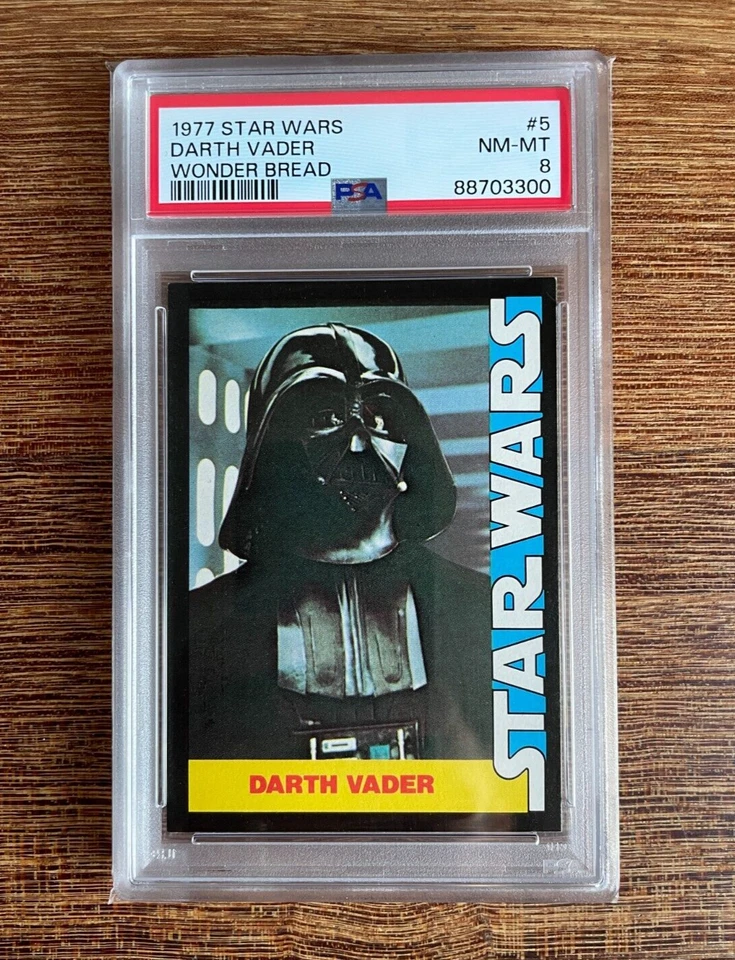 1977 STAR WARS #5
DARTH VADER NM-MT
WONDER BREAD 8
PSA 88703300
STAR WARS
DARTH VADER